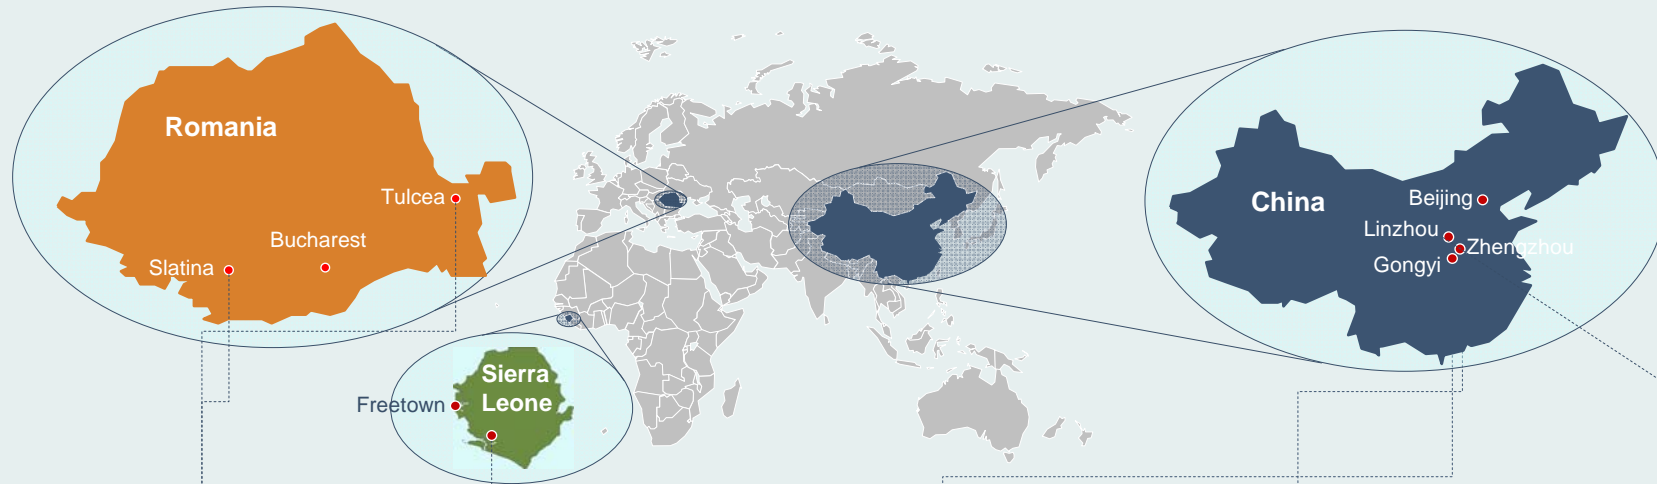 Romania
Tulcea
Bucharest
Slatina
Sierra
Leone
Freetown
China
Beijing
Linzhou
Zhengzhou
Gongyi